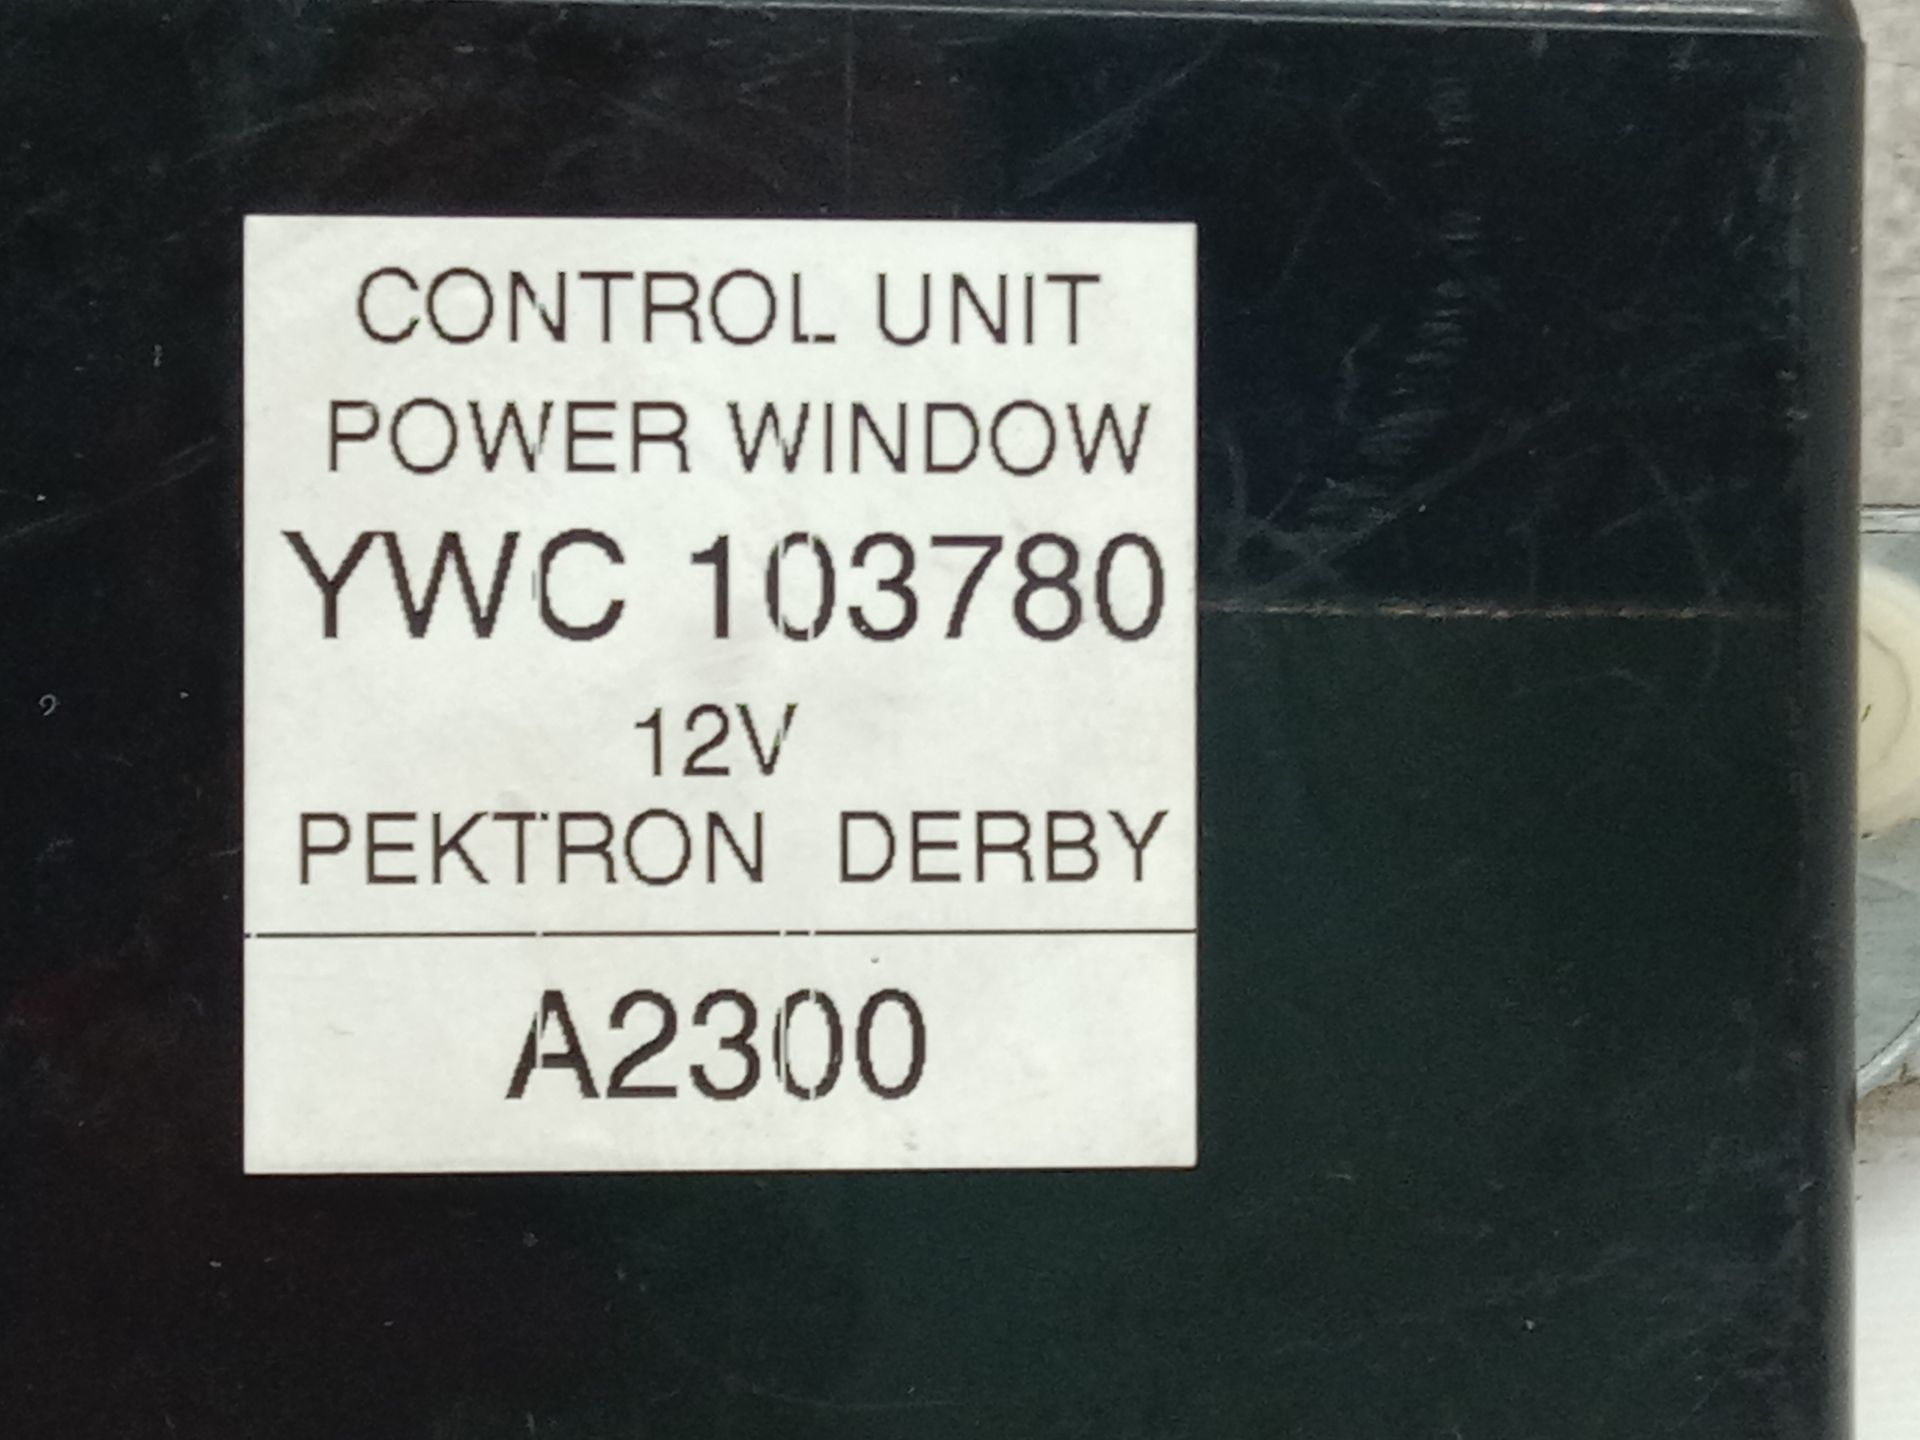 CONTROL UNIT
POWER WINDOW
YWC 103780
12V
PEKTRON DERBY
A2300